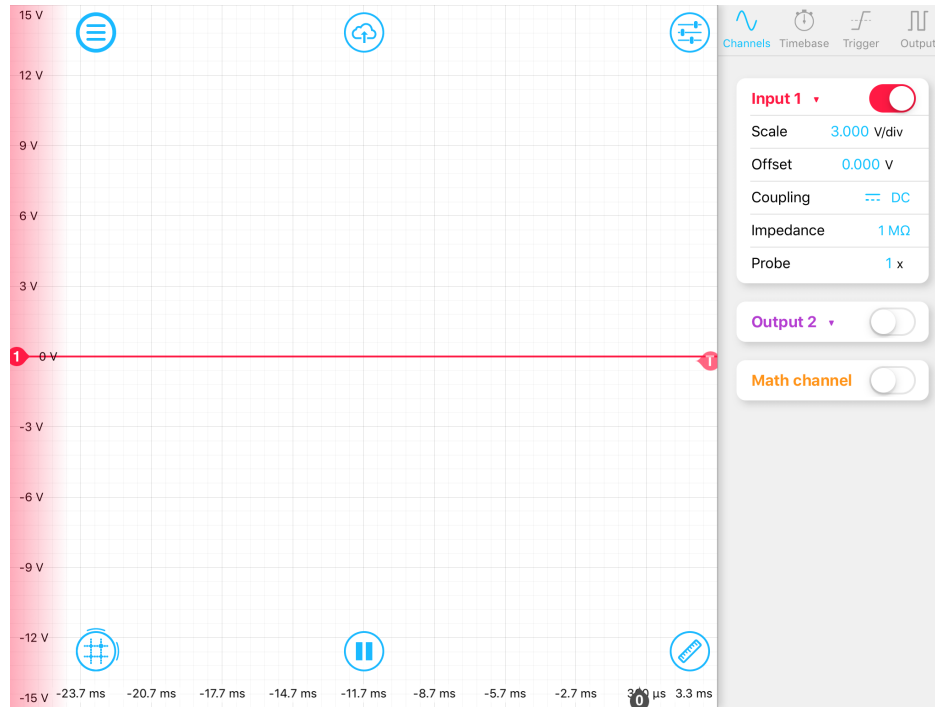 15 V
12 V
9 V
6 V
3 V
1 0 V
T
-3 V
-6 V
-9 V
-12 V
-15 V
-23.7 ms -20.7 ms -17.7 ms -14.7 ms -11.7 ms -8.7 ms -5.7 ms -2.7 ms µs 3.3 ms
0
Channels Timebase Trigger Output
Input 1
Scale 3.000 V/div
Offset 0.000 V
Coupling DC
Impedance 1 MΩ
Probe 1 x
Output 2
Math channel